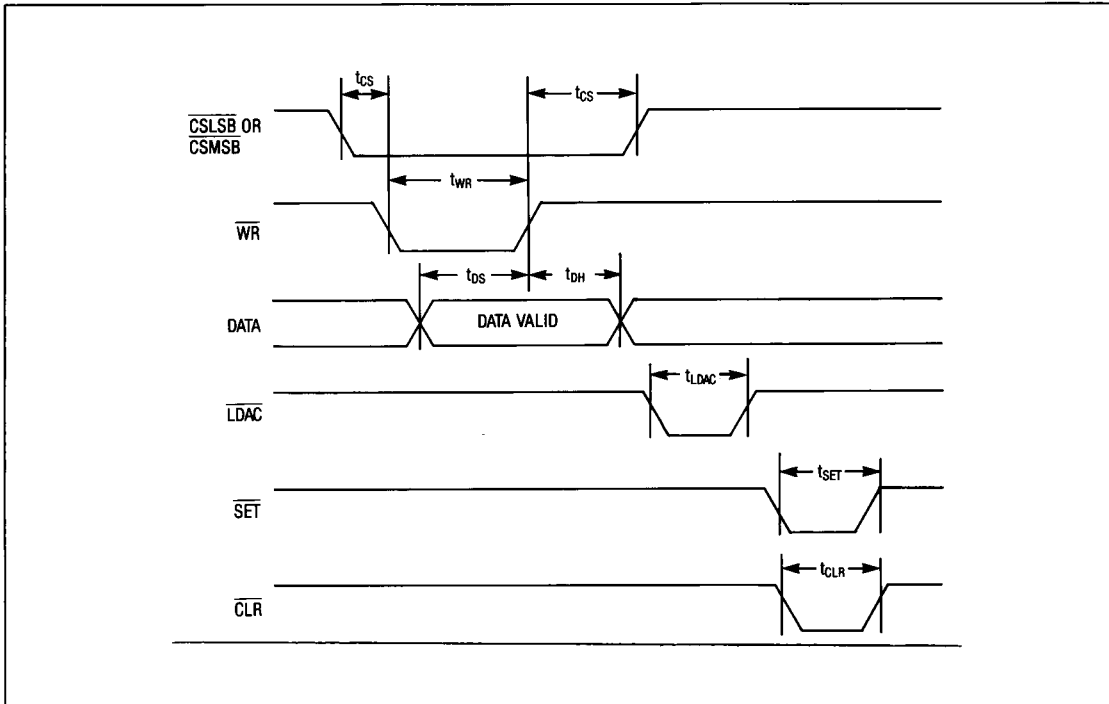 tCS
tCS
CSLSB OR
CSMSB
tWR
WR
tDS
tDH
DATA
DATA VALID
tLDAC
LDAC
tSET
SET
tCLR
CLR